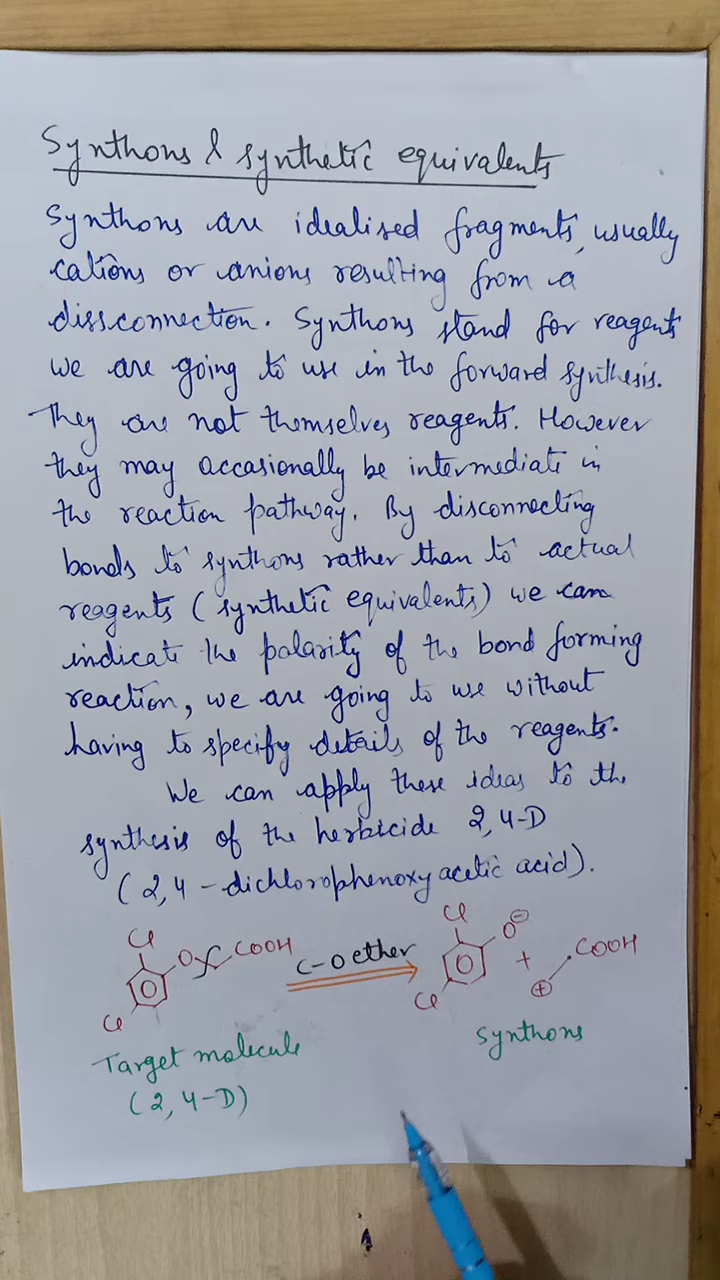 Synthons & synthetic equivalents
Synthons are idealised fragments, usually
cations or anions resulting from a
dissconnection. Synthons stand for reagents
we are going to use in the forward synthesis.
They are not themselves reagents. However
they may accasionally be intermediate in
the reaction pathway. By disconnecting
bonds to synthons rather than to actual
reagents (synthetic equivalents) we can
indicate the polarity of the bond forming
reaction, we are going to use without
having to specify details of the reagents.
We can apply these ideas to the
synthesis of the herbicide 2,4-D
(2,4-dichlorophenoxy acetic acid).
Cl O COOH Cl
C-O ether
Cl O⊖ + ⊕ COOH Cl
Target molecule
(2,4-D)
Synthons